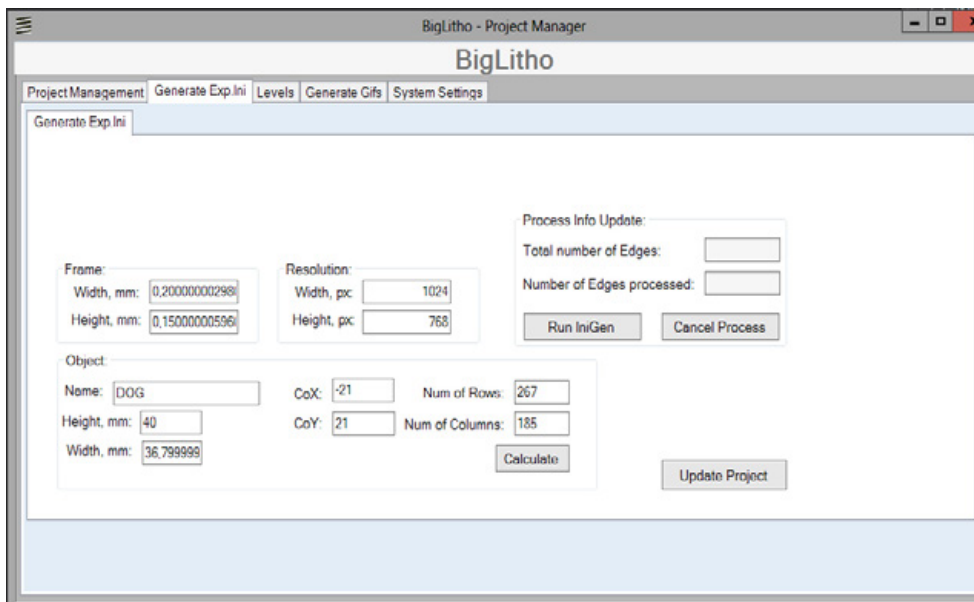 BigLitho - Project Manager
BigLitho
Project Management Generate Exp.Ini Levels Generate Gifs System Settings
Generate Exp.Ini
Process Info Update:
Total number of Edges:
Number of Edges processed:
Run IniGen Cancel Process
Frame:
Width, mm: 0,20000000298
Height, mm: 0,15000000596
Resolution:
Width, px: 1024
Height, px: 768
Object:
Name: DOG
Height, mm: 40
Width, mm: 36,799999
CoX: -21
CoY: 21
Num of Rows: 267
Num of Columns: 185
Calculate
Update Project